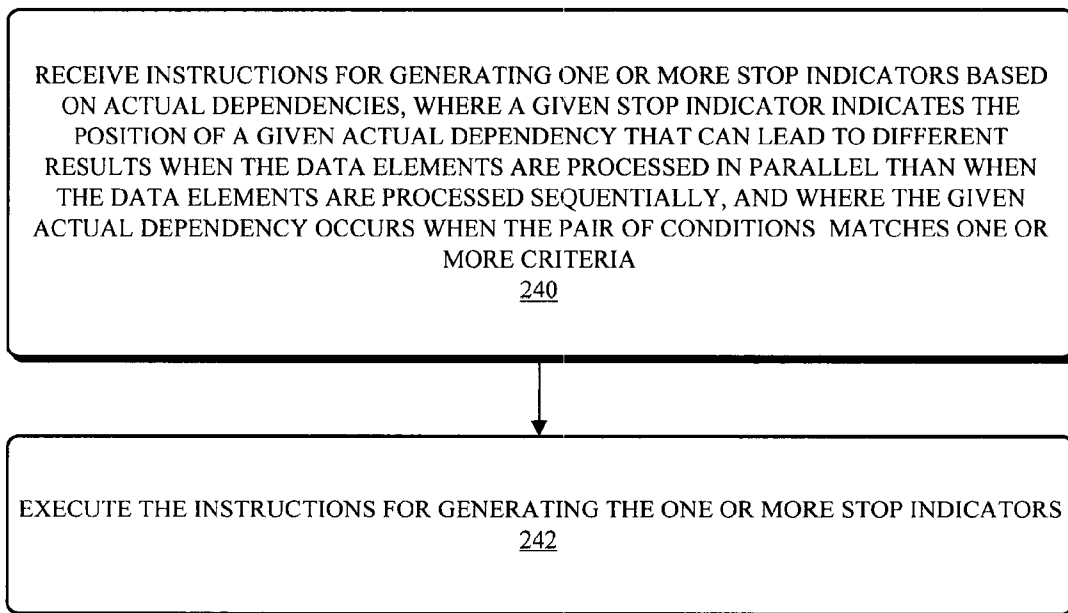 RECEIVE INSTRUCTIONS FOR GENERATING ONE OR MORE STOP INDICATORS BASED
ON ACTUAL DEPENDENCIES, WHERE A GIVEN STOP INDICATOR INDICATES THE
POSITION OF A GIVEN ACTUAL DEPENDENCY THAT CAN LEAD TO DIFFERENT
RESULTS WHEN THE DATA ELEMENTS ARE PROCESSED IN PARALLEL THAN WHEN
THE DATA ELEMENTS ARE PROCESSED SEQUENTIALLY, AND WHERE THE GIVEN
ACTUAL DEPENDENCY OCCURS WHEN THE PAIR OF CONDITIONS MATCHES ONE OR
MORE CRITERIA
240
EXECUTE THE INSTRUCTIONS FOR GENERATING THE ONE OR MORE STOP INDICATORS
242